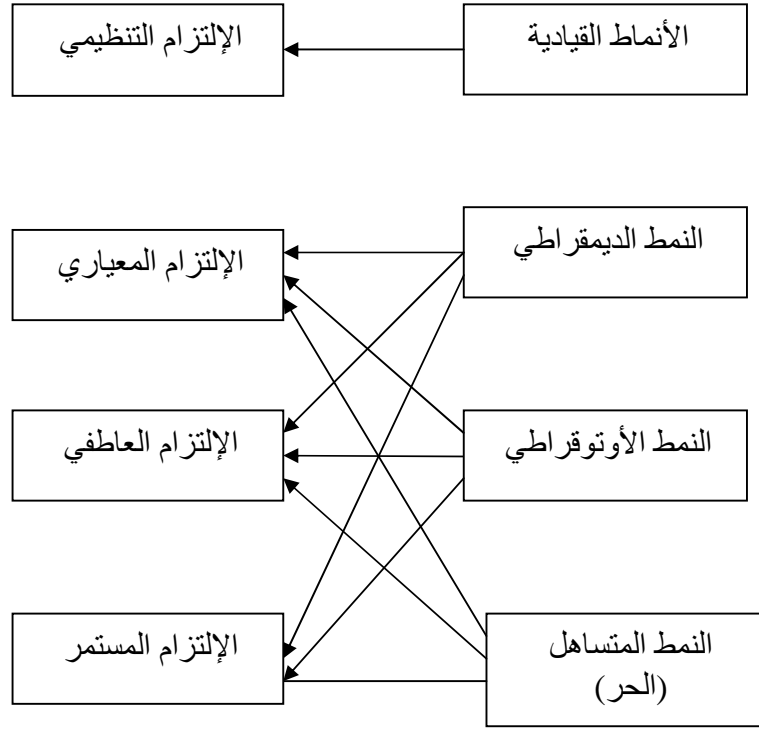 الأنماط القيادية
الإلتزام التنظيمي
النمط الديمقراطي
الإلتزام المعياري
النمط الأوتوقراطي
الإلتزام العاطفي
النمط المتساهل
(الحر)
الإلتزام المستمر